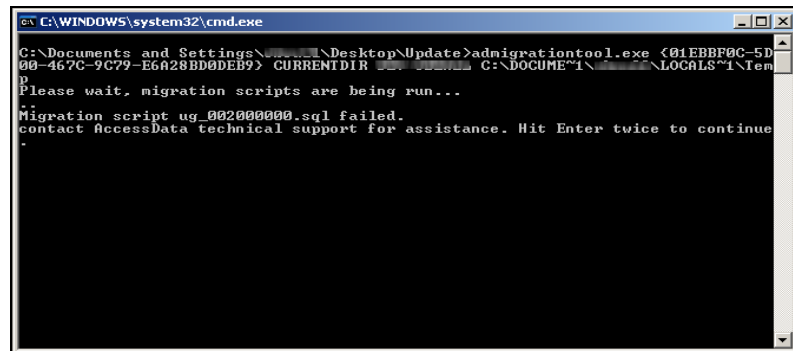 C:\WINDOWS\system32\cmd.exe
C:\Documents and Settings\ \Desktop\Update>admigrationtool.exe {01EBBF0C-5D
00-467C-9C79-E6A28BD0DEB9} CURRENTDIR C:\DOCUME~1\ \LOCALS~1\Tem
p
Please wait, migration scripts are being run...
..
Migration script ug_002000000.sql failed.
contact AccessData technical support for assistance. Hit Enter twice to continue
.